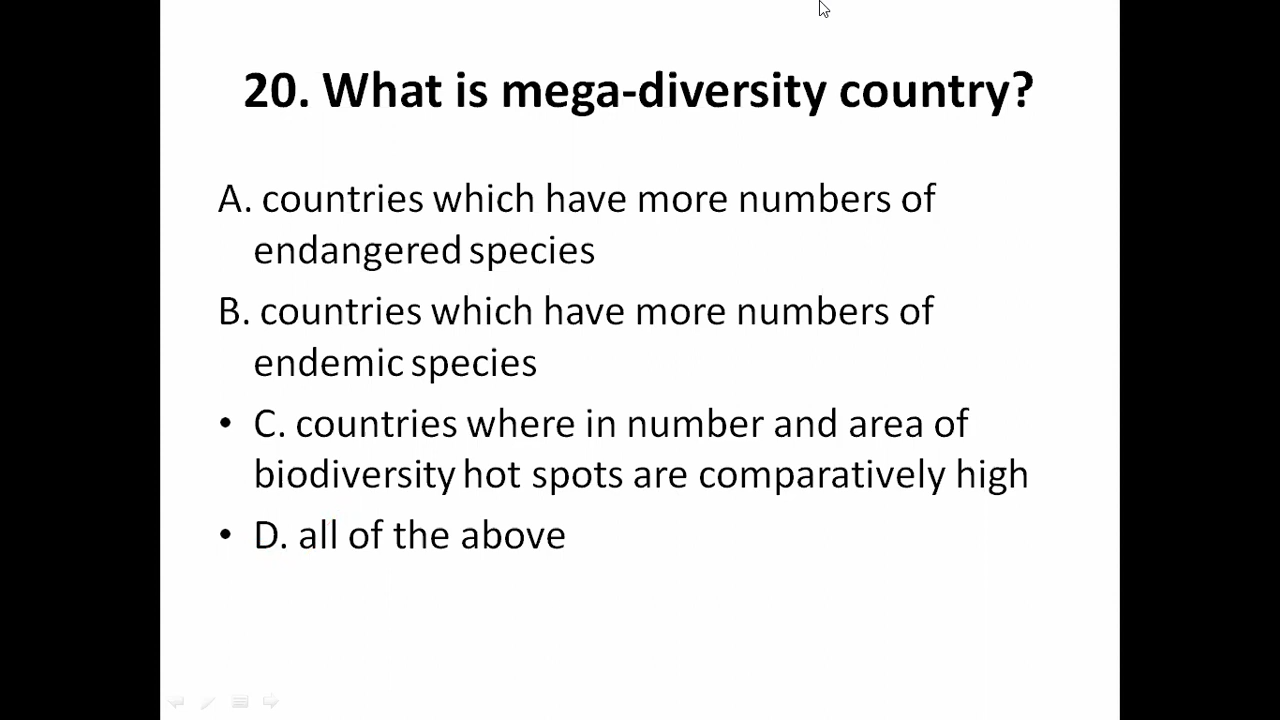 20. What is mega-diversity country?
A. countries which have more numbers of
endangered species
B. countries which have more numbers of
endemic species
• C. countries where in number and area of
biodiversity hot spots are comparatively high
• D. all of the above